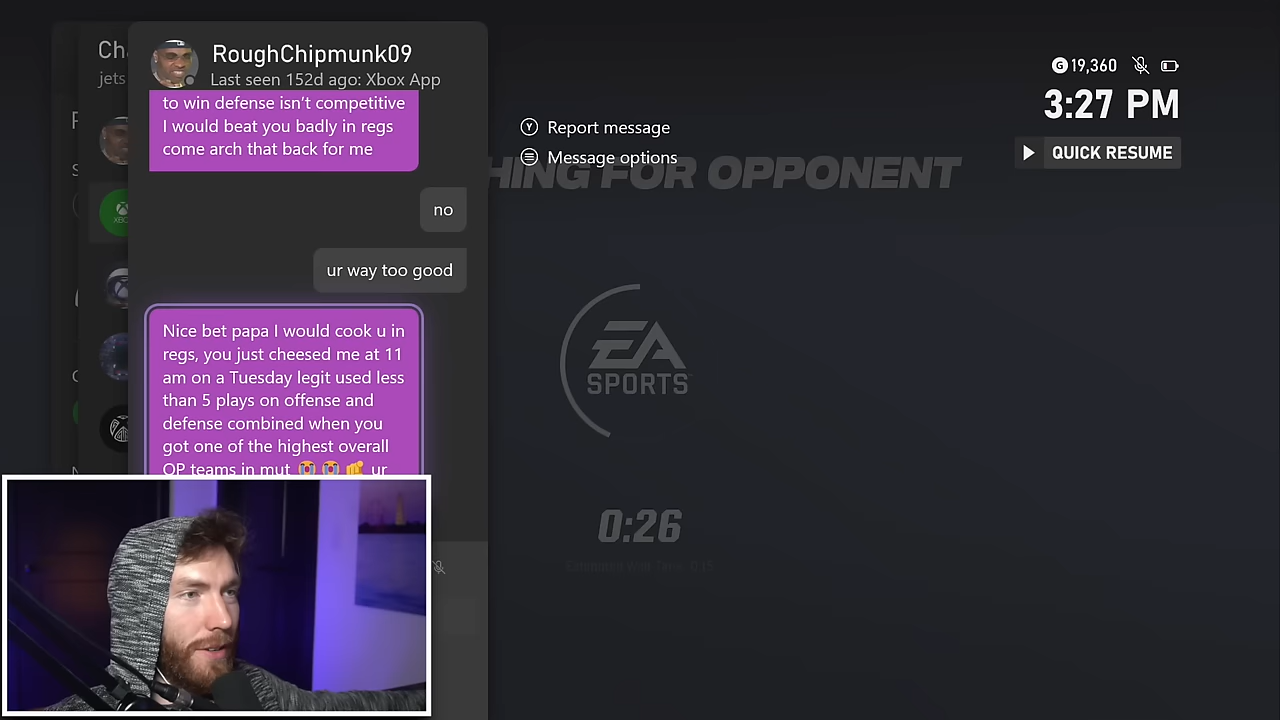 Ch
jets
RoughChipmunk09
Last seen 152d ago: Xbox App
to win defense isn't competitive
I would beat you badly in regs
come arch that back for me
no
ur way too good
Nice bet papa I would cook u in
regs, you just cheesed me at 11
am on a Tuesday legit used less
than 5 plays on offense and
defense combined when you
got one of the highest overall
OP teams in mut 😭 😭 🫵 ur
Y Report message
Message options
HING FOR OPPONENT
G 19,360
3:27 PM
QUICK RESUME
EA
SPORTS
0:26